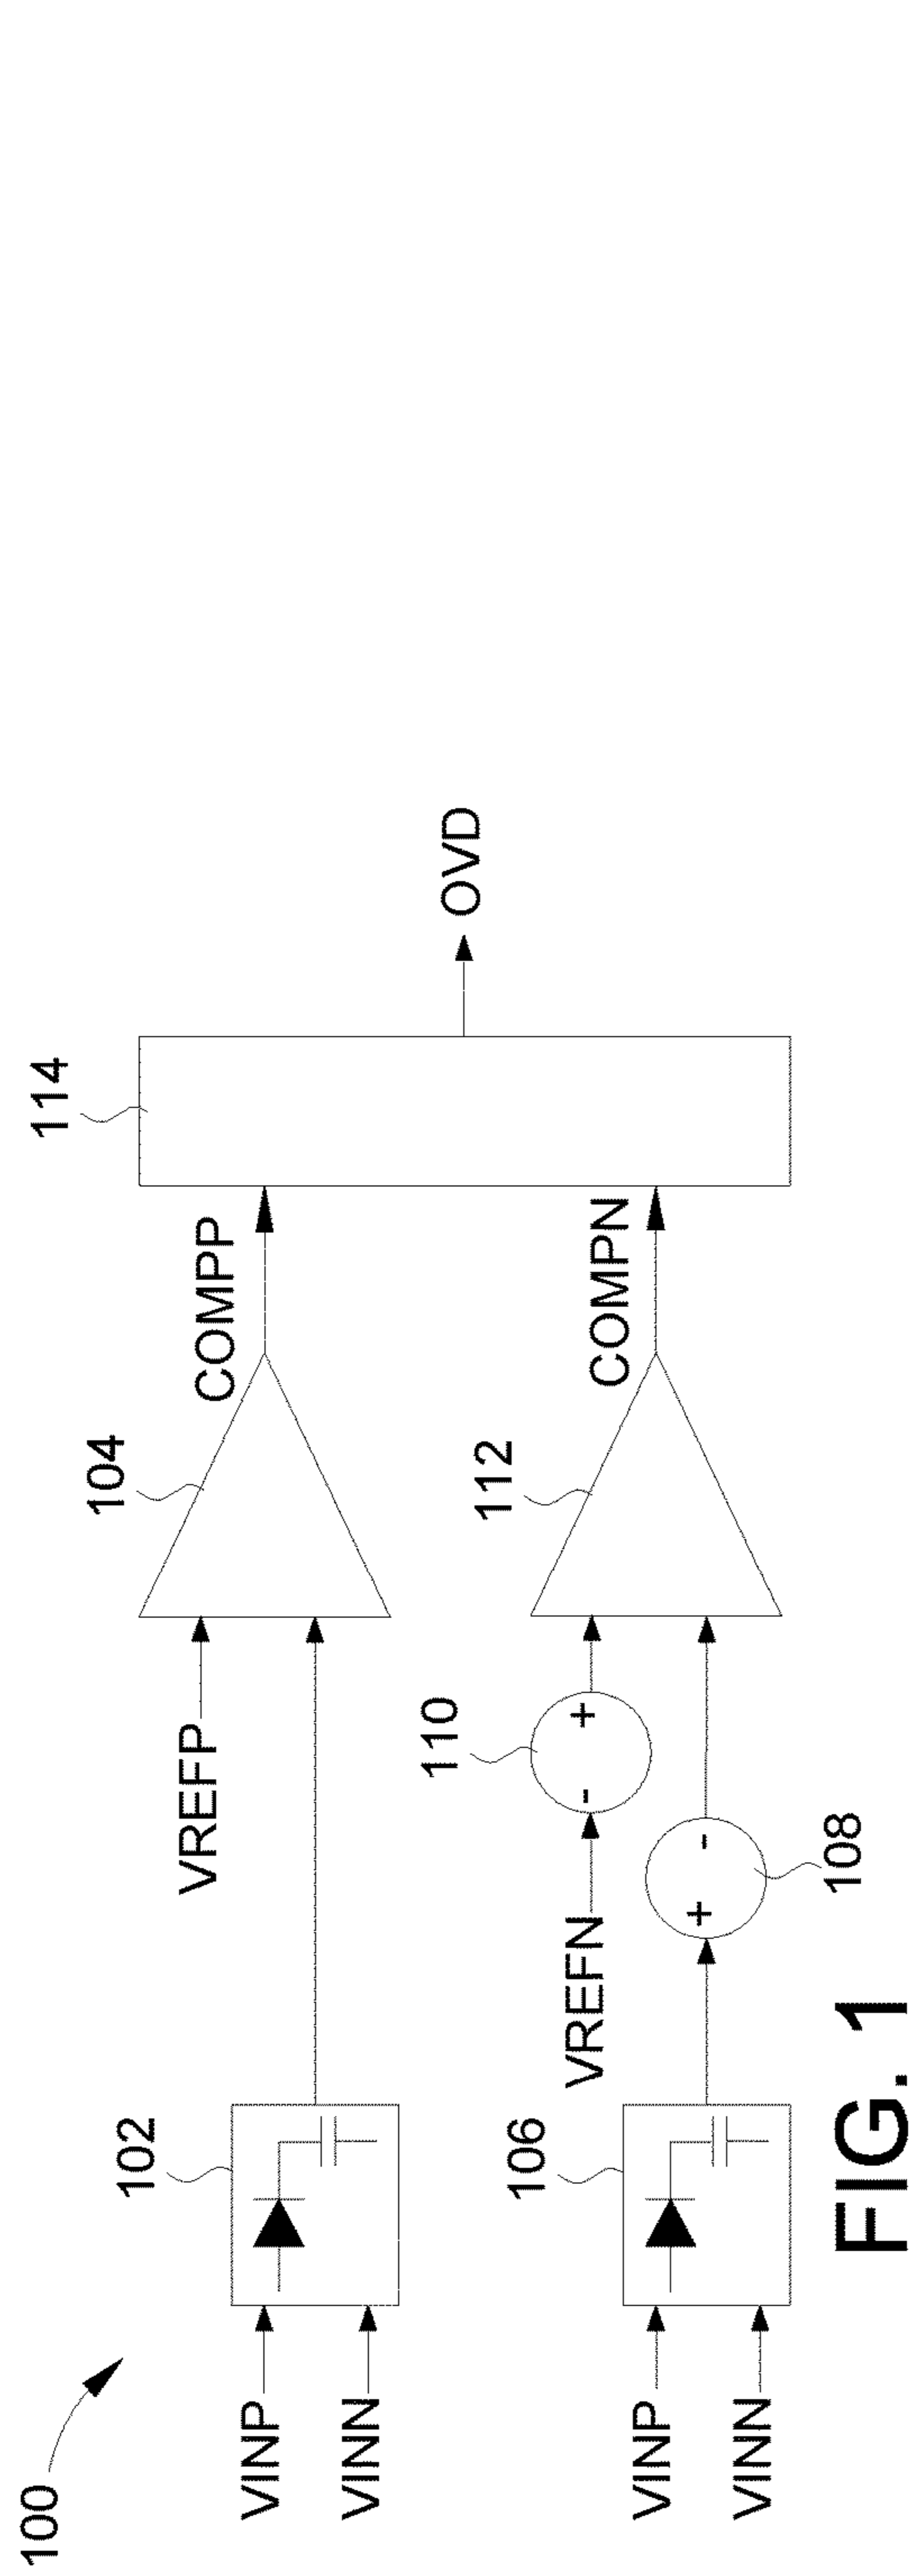 100
114
104
COMPP
VREFP
102
VINP
VINN
OVD
112
COMPN
110
- +
VREFN
+ -
108
106
VINP
VINN
FIG. 1